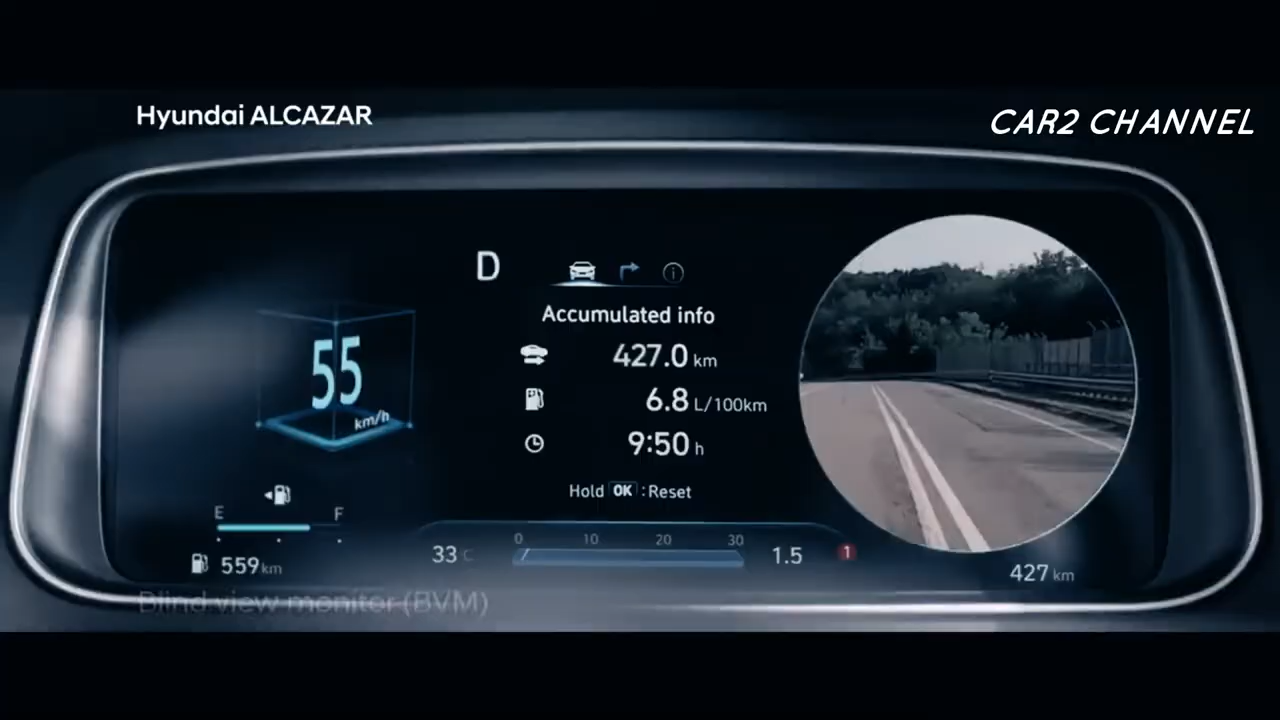 Hyundai ALCAZAR
CAR2 CHANNEL
D
Accumulated info
427.0 km
6.8 L/100km
9:50 h
Hold OK : Reset
55
km/h
E F
559 km
33 °C
0 10 20 30
1.5
1
427 km
Blind view monitor (BVM)